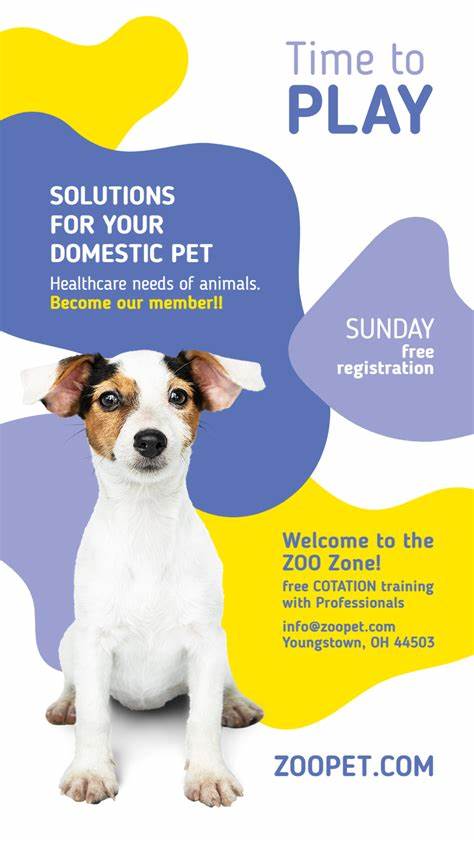 Time to
PLAY
SOLUTIONS
FOR YOUR
DOMESTIC PET
Healthcare needs of animals.
Become our member!!
SUNDAY
free
registration
Welcome to the
ZOO Zone!
free COTATION training
with Professionals
info@zoopet.com
Youngstown, OH 44503
ZOOPET.COM